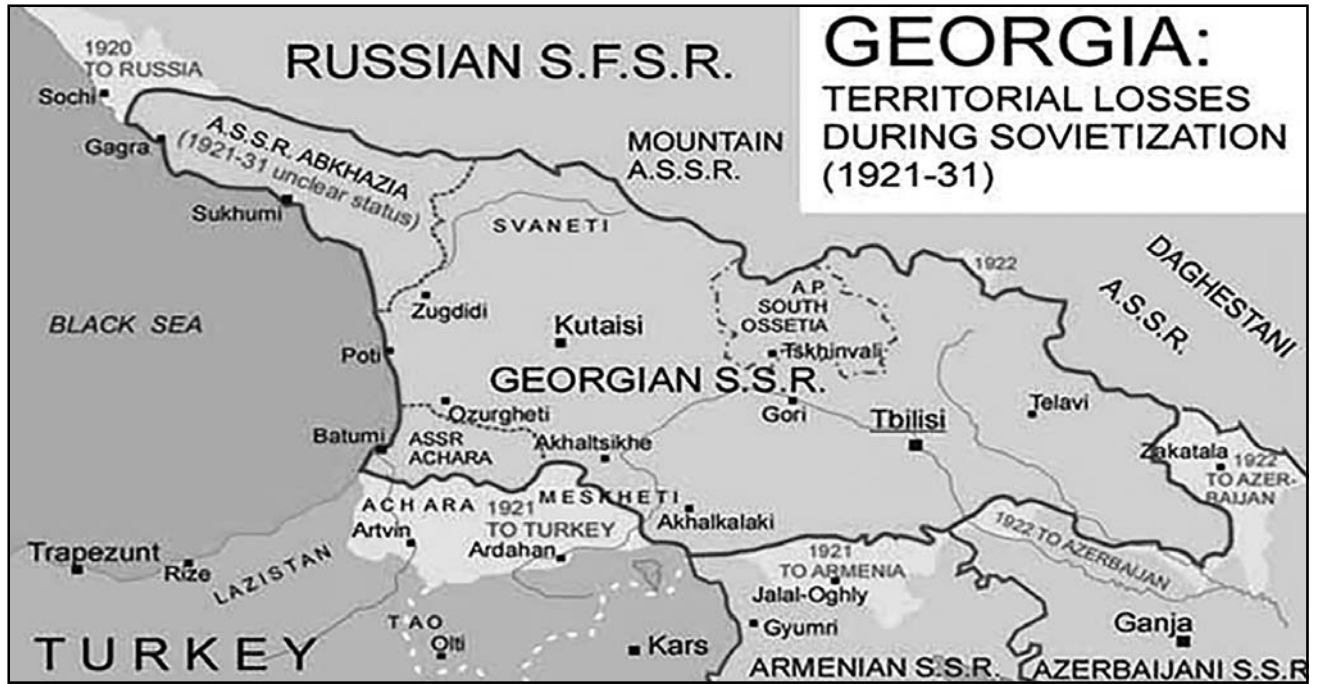 GEORGIA:
TERRITORIAL LOSSES
DURING SOVIETIZATION
(1921-31)
1920
TO RUSSIA
RUSSIAN S.F.S.R.
Sochi
Gagra
A.S.S.R. ABKHAZIA
(1921-31 unclear status)
MOUNTAIN
A.S.S.R.
Sukhumi
SVANETI
DAGHESTANI
A.S.S.R.
1922
A.P.
SOUTH
OSSETIA
Tskhinvali
Zugdidi
BLACK SEA
Kutaisi
Poti
GEORGIAN S.S.R.
Ozurgheti
Gori
Tbilisi
Telavi
Batumi
ASSR
ACHARA
Akhaltsikhe
Zakatala
1922
TO AZER-
BAIJAN
ACHARA
MESKHETI
1921
TO TURKEY
Artvin
Ardahan
Akhalkalaki
1922 TO AZERBAIJAN
Trapezunt
Rize
LAZISTAN
1921
TO ARMENIA
Jalal-Oghly
TAO
Olti
Kars
Gyumri
Ganja
TURKEY
ARMENIAN S.S.R.
AZERBAIJANI S.S.R